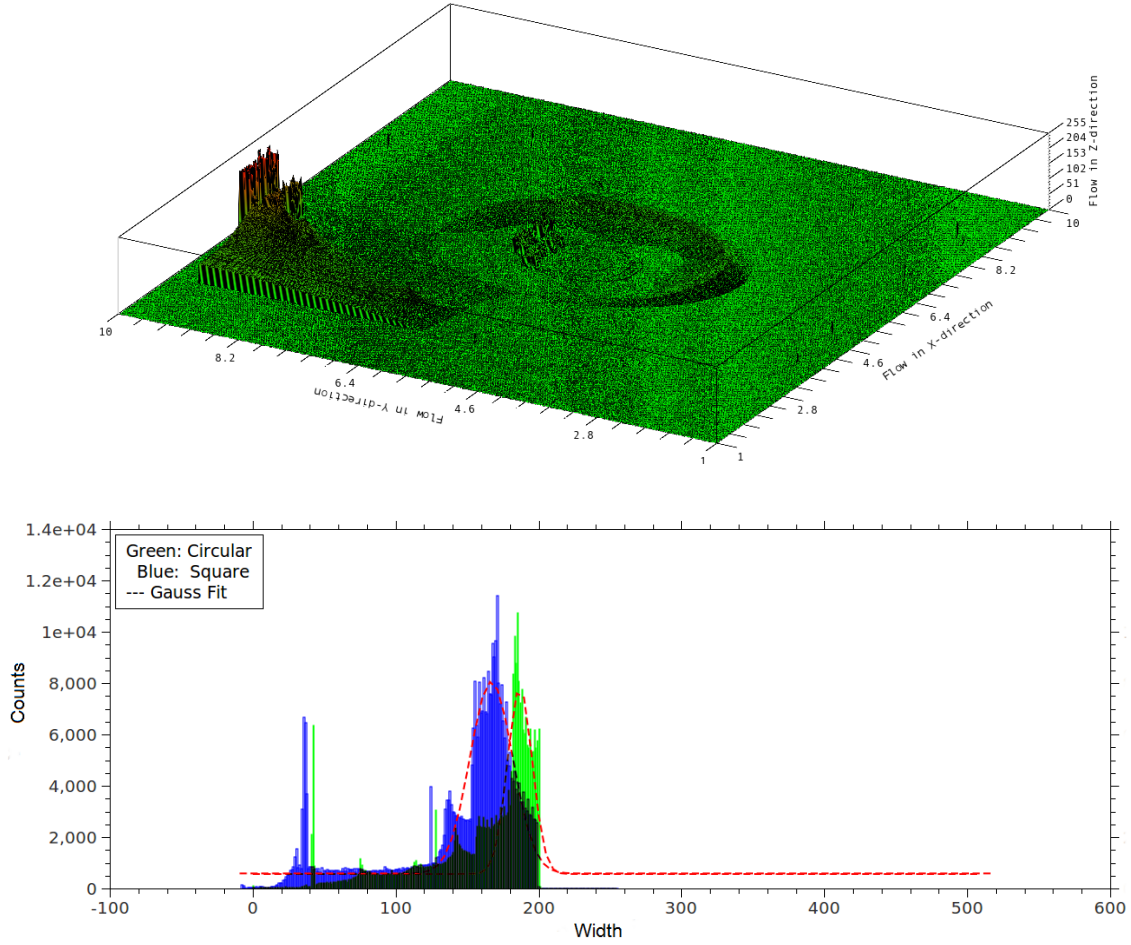 255
204
153
102
51
0
Flow in Z-direction
10
8.2
6.4
4.6
2.8
1
Flow in X-direction
10
8.2
6.4
4.6
2.8
1
Flow in Y-direction
1.4e+04
1.2e+04
1e+04
8,000
6,000
4,000
2,000
0
Counts
Green: Circular
Blue: Square
--- Gauss Fit
-100 0 100 200 300 400 500 600
Width